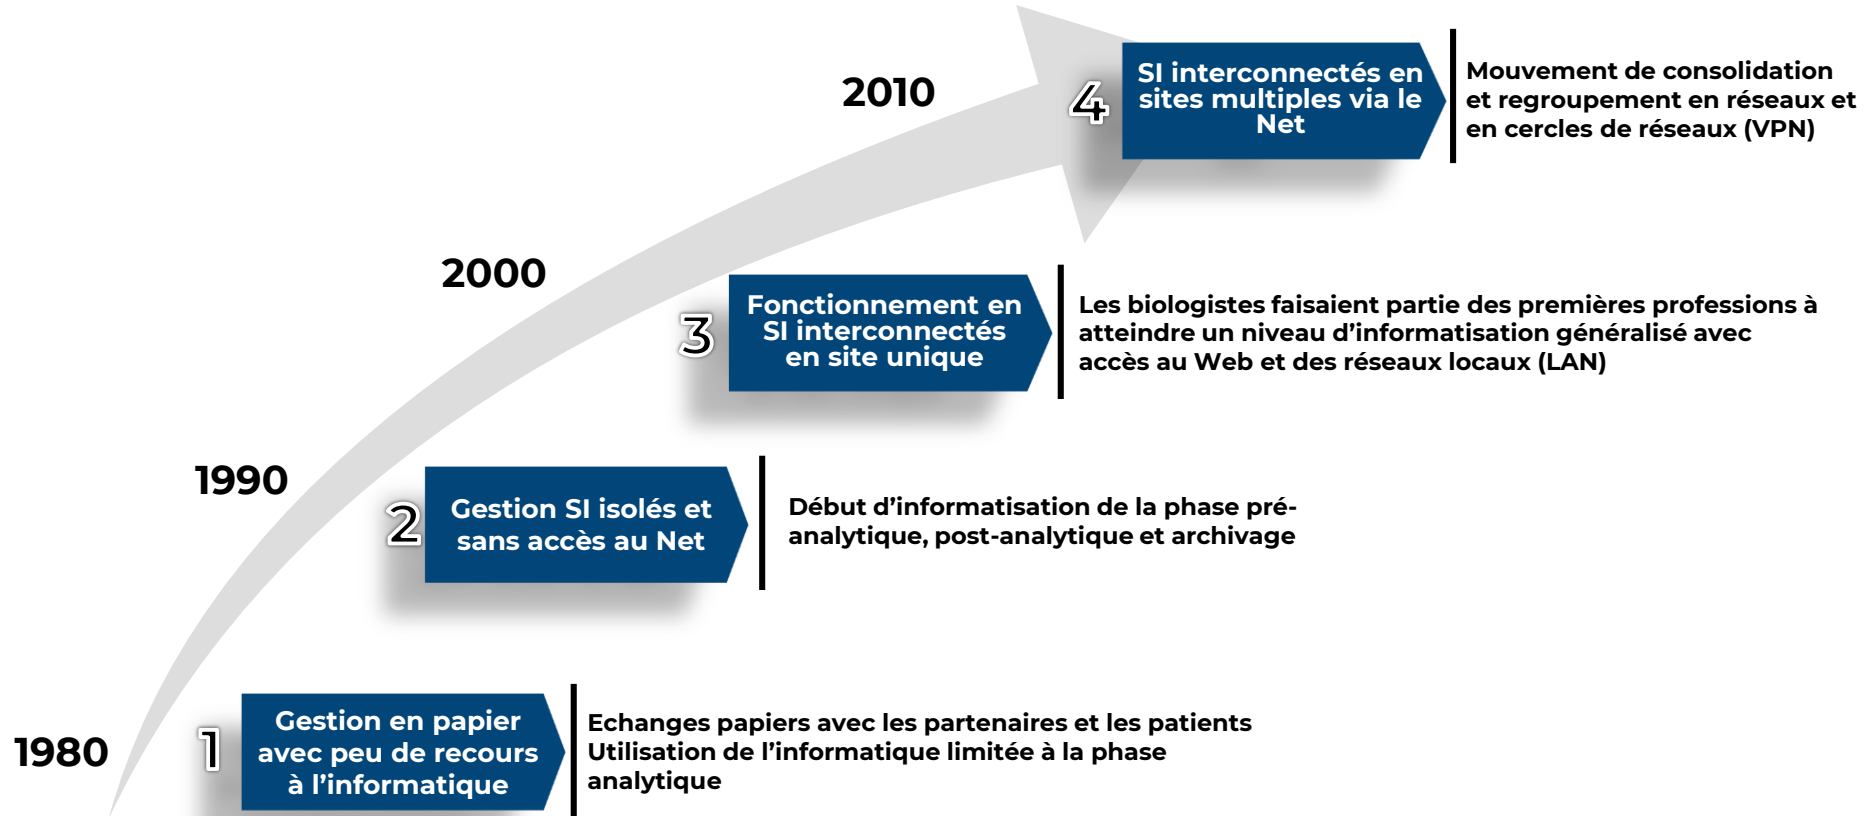 2010
4
SI interconnectés en
sites multiples via le
Net
Mouvement de consolidation
et regroupement en réseaux et
en cercles de réseaux (VPN)
2000
3
Fonctionnement en
SI interconnectés
en site unique
Les biologistes faisaient partie des premières professions à
atteindre un niveau d’informatisation généralisé avec
accès au Web et des réseaux locaux (LAN)
1990
2
Gestion SI isolés et
sans accès au Net
Début d’informatisation de la phase pré-
analytique, post-analytique et archivage
1980
1
Gestion en papier
avec peu de recours
à l’informatique
Echanges papiers avec les partenaires et les patients
Utilisation de l’informatique limitée à la phase
analytique